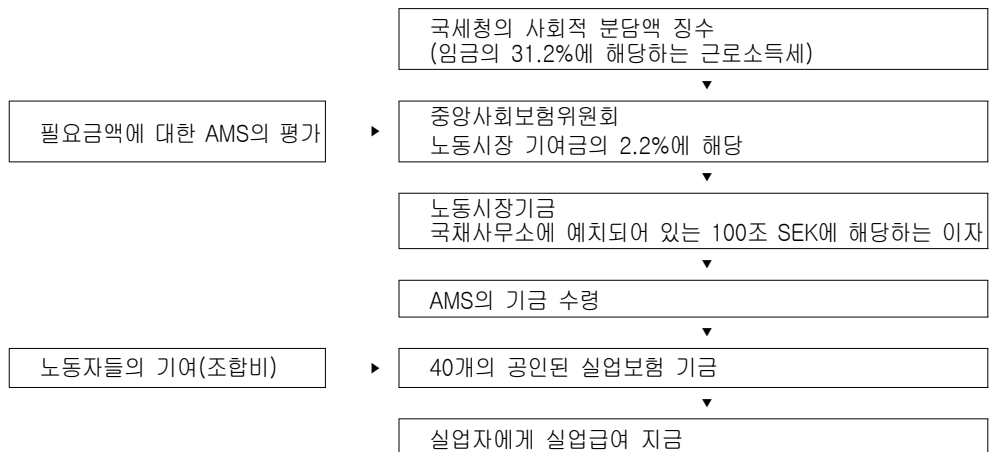 국세청의 사회적 분담액 징수
(임금의 31.2%에 해당하는 근로소득세)
▼
필요금액에 대한 AMS의 평가 ▶ 중앙사회보험위원회
노동시장 기여금의 2.2%에 해당
▼
노동시장기금
국채사무소에 예치되어 있는 100조 SEK에 해당하는 이자
▼
AMS의 기금 수령
▼
노동자들의 기여(조합비) ▶ 40개의 공인된 실업보험 기금
▼
실업자에게 실업급여 지금